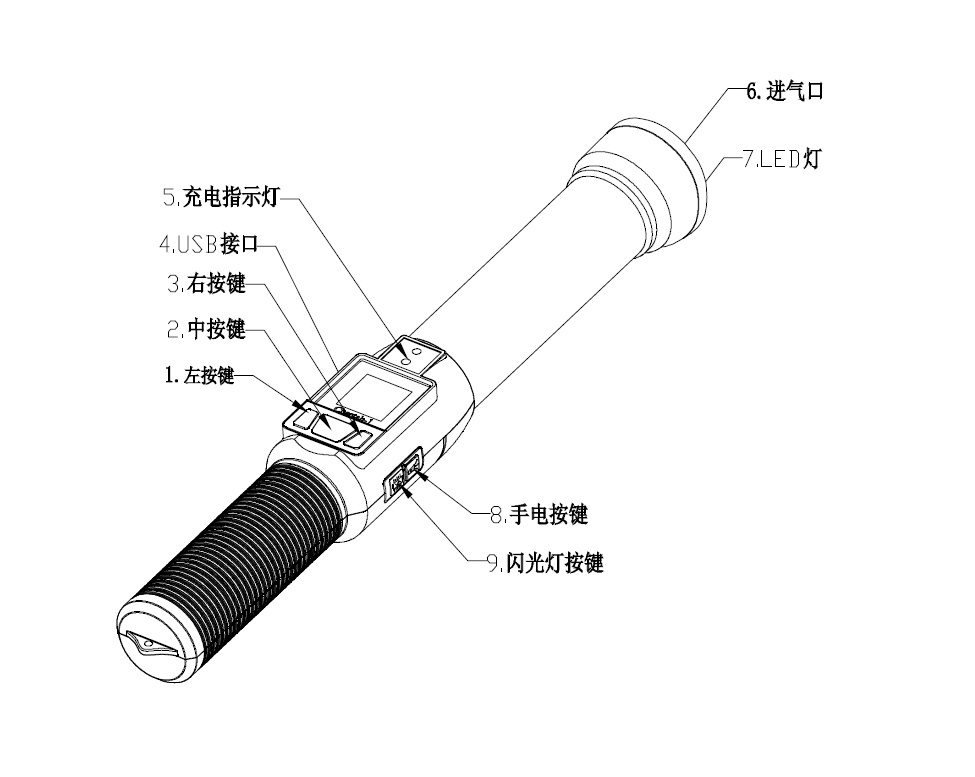 6.进气口
7.LED灯
5.充电指示灯
4.USB接口
3.右按键
2.中按键
1.左按键
8.手电按键
9.闪光灯按键